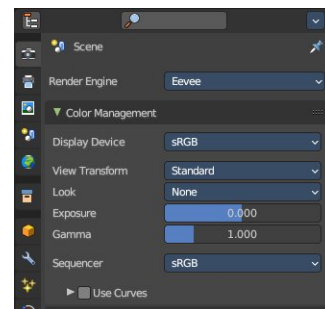 Scene
Render Engine Eevee
Color Management
Display Device sRGB
View Transform Standard
Look None
Exposure 0.000
Gamma 1.000
Sequencer sRGB
Use Curves